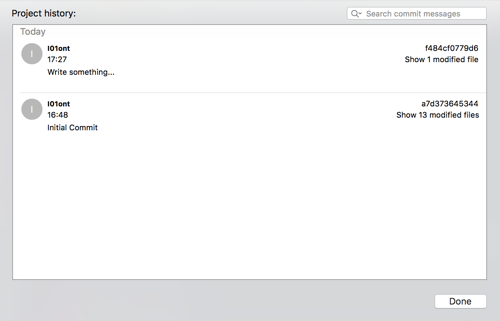 Project history:
Search commit messages
Today
I
l01ont
f484cf0779d6
17:27
Show 1 modified file
Write something...
I
l01ont
a7d373645344
16:48
Show 13 modified files
Initial Commit
Done